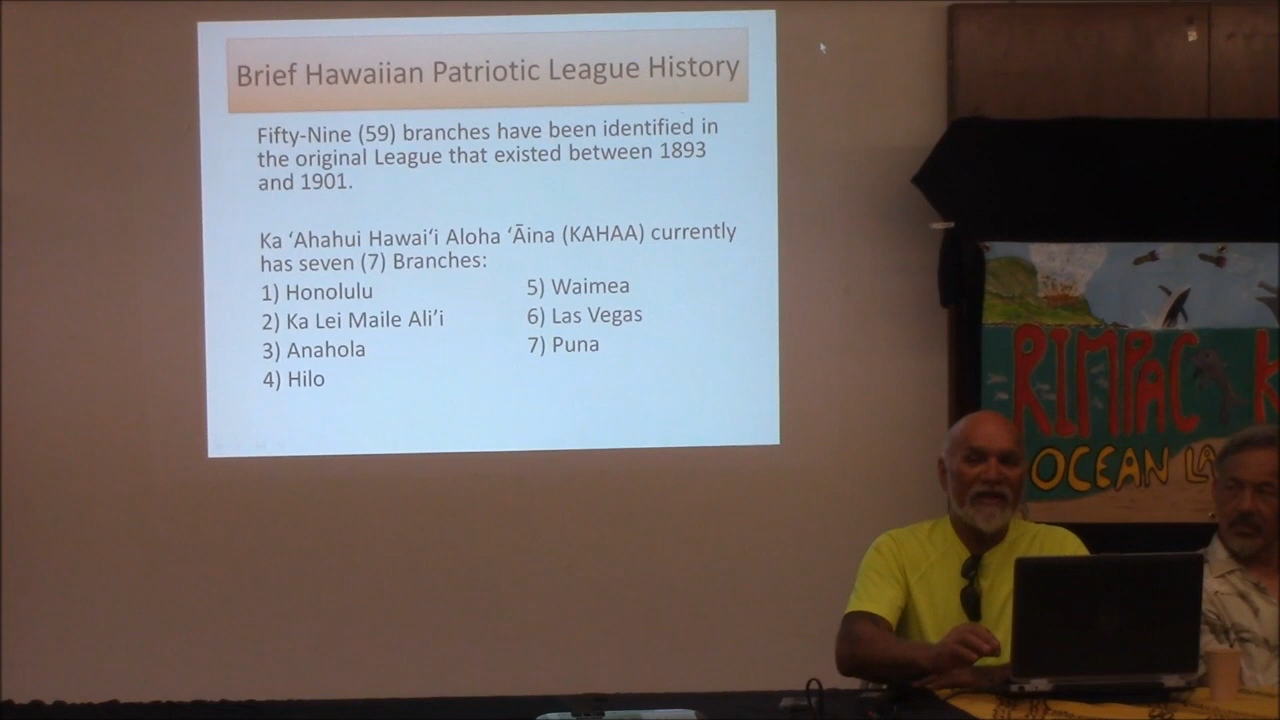 Brief Hawaiian Patriotic League History
Fifty-Nine (59) branches have been identified in
the original League that existed between 1893
and 1901.
Ka ʻAhahui Hawaiʻi Aloha ʻĀina (KAHAA) currently
has seven (7) Branches:
1) Honolulu
2) Ka Lei Maile Ali’i
3) Anahola
4) Hilo
5) Waimea
6) Las Vegas
7) Puna
RIMPAC
OCEAN